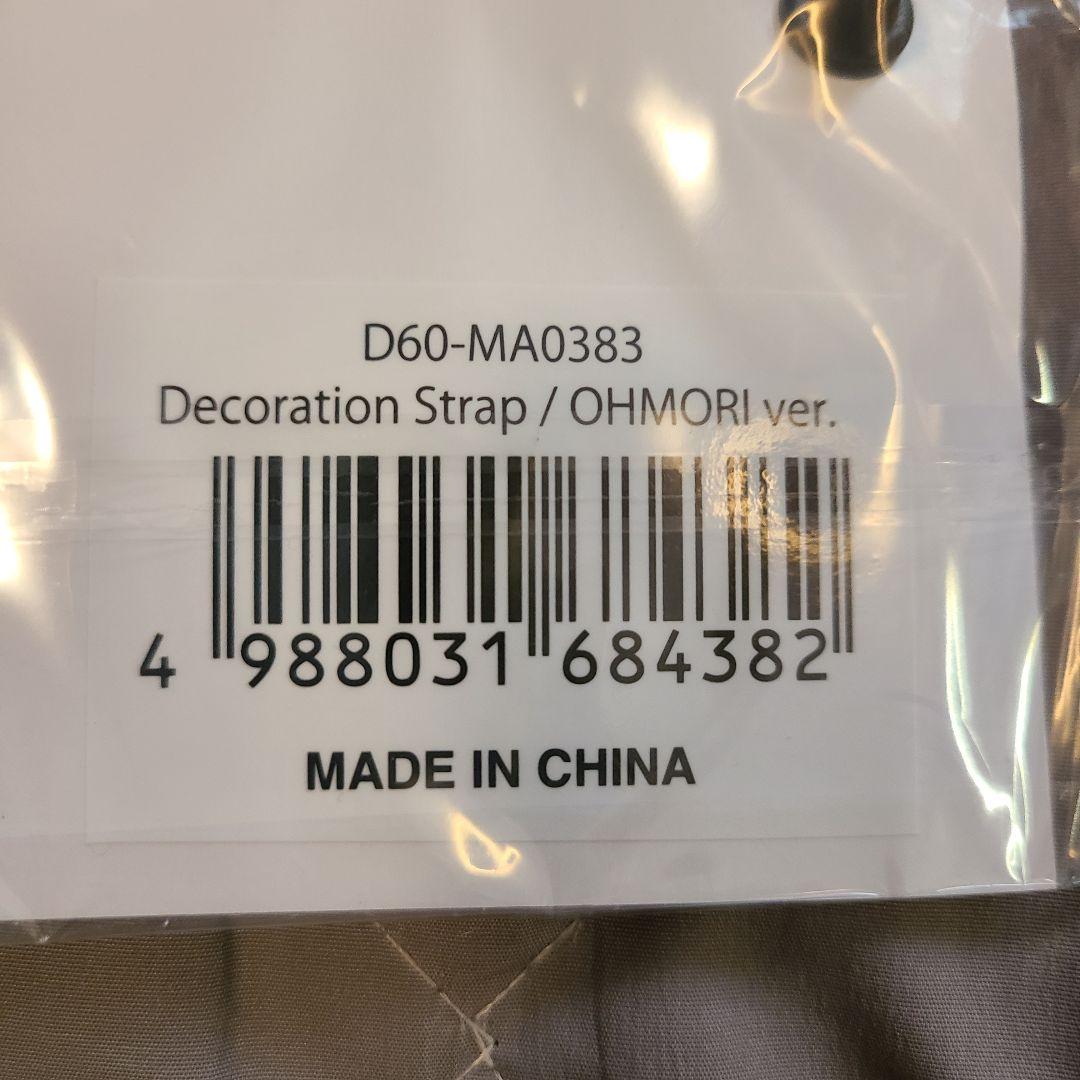 D60-MA0383
Decoration Strap / OHMORI ver.
4 988031 684382
MADE IN CHINA